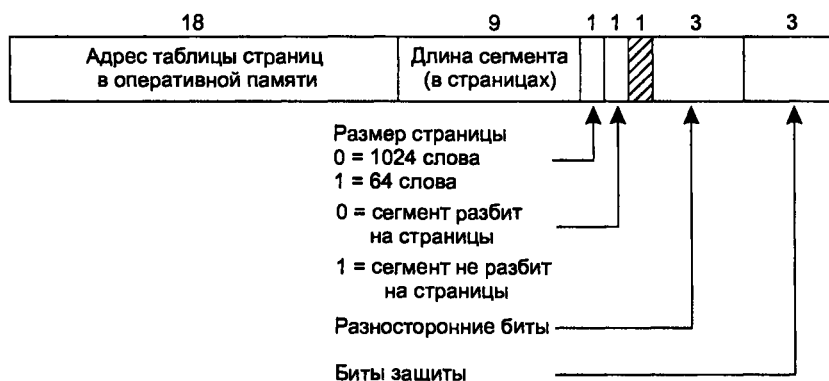 18 9 1 1 1 3 3
Адрес таблицы страниц
в оперативной памяти
Длина сегмента
(в страницах)
Размер страницы
0 = 1024 слова
1 = 64 слова
0 = сегмент разбит
на страницы
1 = сегмент не разбит
на страницы
Разносторонние биты
Биты защиты